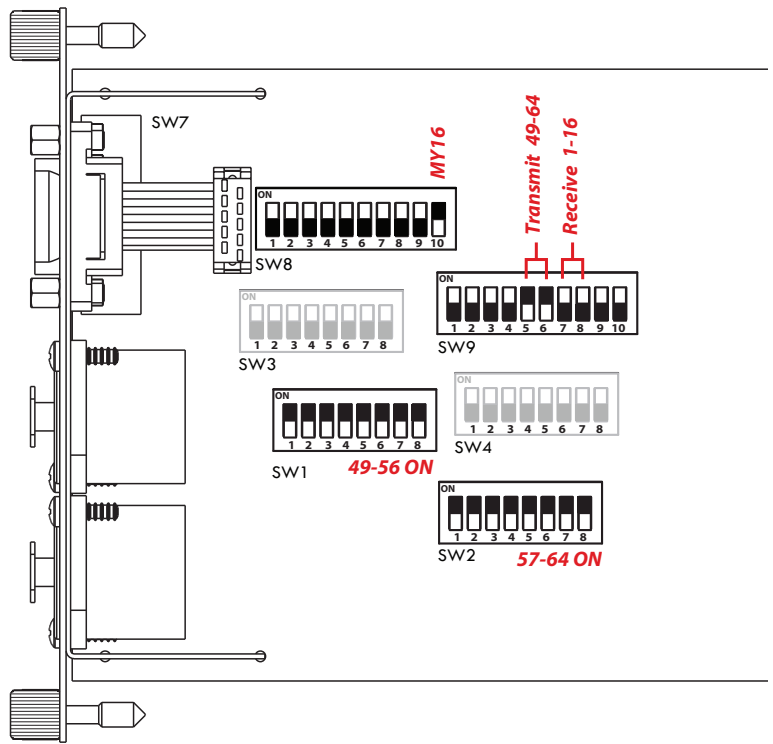 SW7
MY16
Transmit 49-64
Receive 1-16
ON
1 2 3 4 5 6 7 8 9 10
SW8
ON
1 2 3 4 5 6 7 8 9 10
SW9
ON
1 2 3 4 5 6 7 8
SW3
ON
1 2 3 4 5 6 7 8
SW4
ON
1 2 3 4 5 6 7 8
SW1
49-56 ON
ON
1 2 3 4 5 6 7 8
SW2
57-64 ON